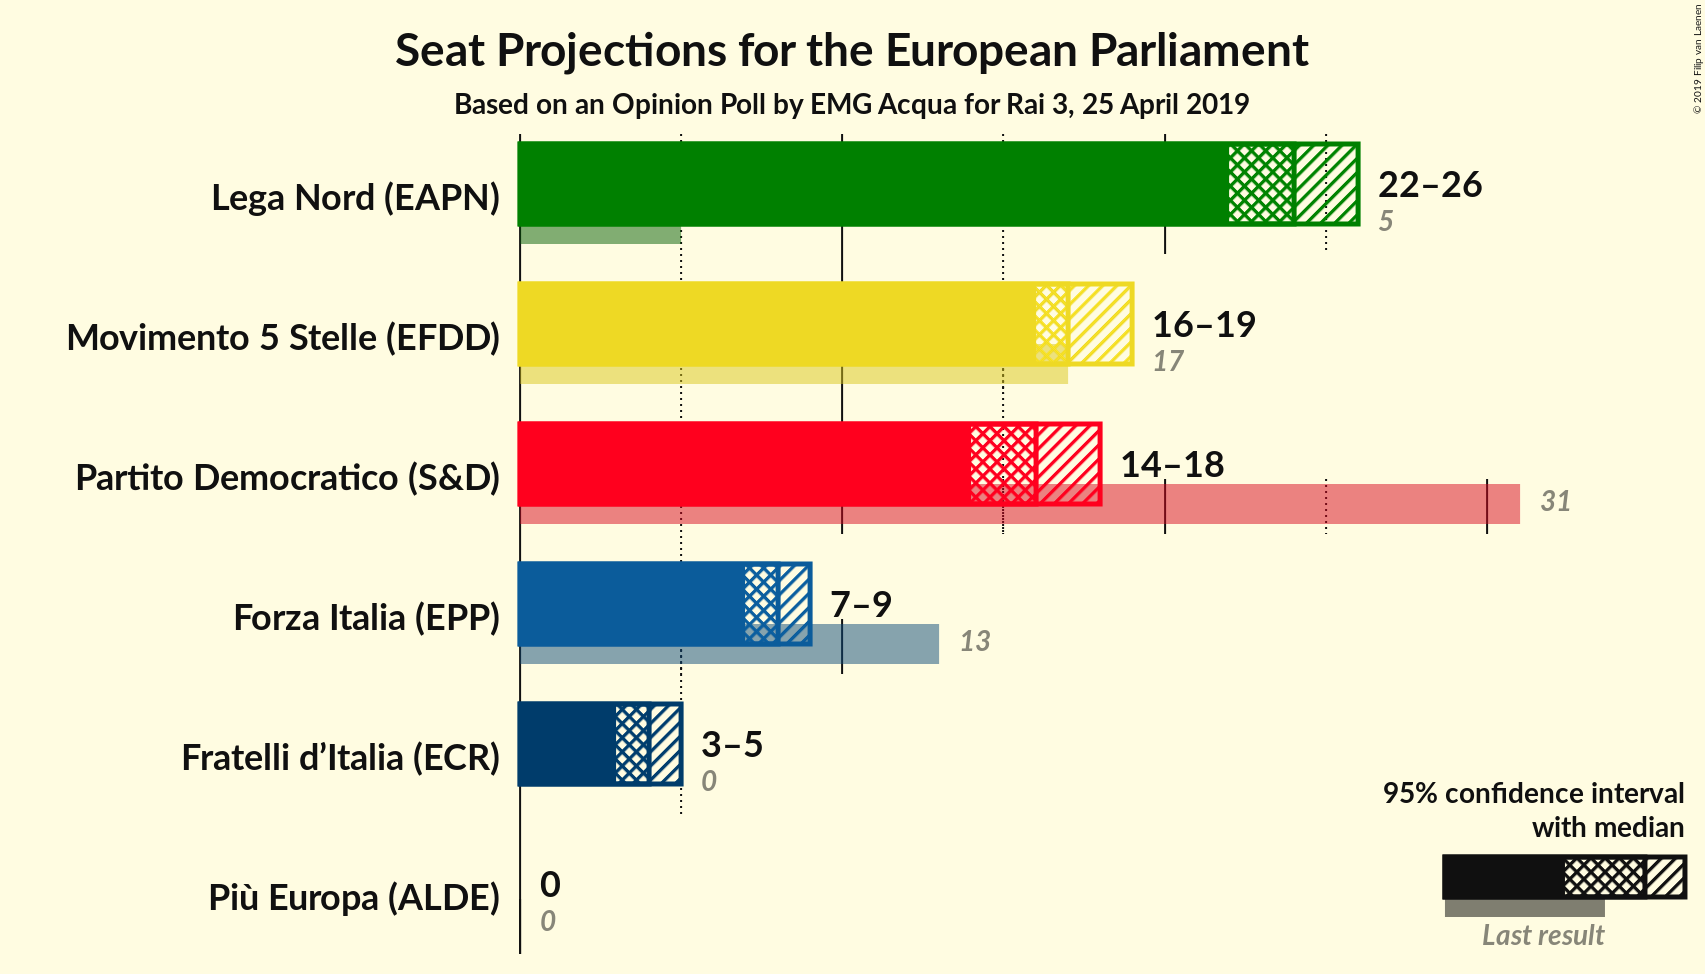 Seat Projections for the European Parliament
Based on an Opinion Poll by EMG Acqua for Rai 3, 25 April 2019
© 2019 Filip van Laenen
Lega Nord (EAPN)
22–26
5
Movimento 5 Stelle (EFDD)
16–19
17
Partito Democratico (S&D)
14–18
31
Forza Italia (EPP)
7–9
13
Fratelli d’Italia (ECR)
3–5
0
Più Europa (ALDE)
0
0
95% confidence interval
with median
Last result